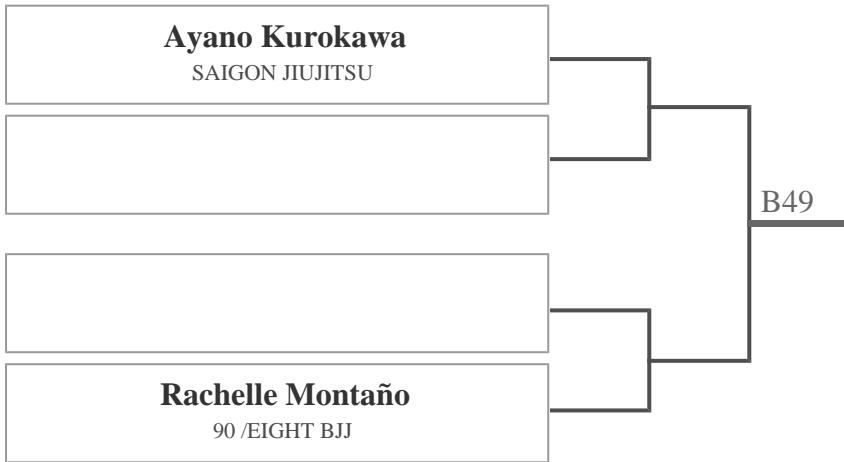 Ayano Kurokawa
SAIGON JIUJITSU
B49
Rachelle Montaño
90 /EIGHT BJJ